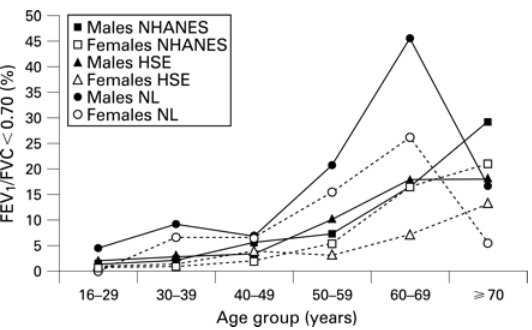 50
45
40
35
30
25
20
15
10
5
0
FEV₁/FVC < 0.70 (%)
Males NHANES
Females NHANES
Males HSE
Females HSE
Males NL
Females NL
16–29 30–39 40–49 50–59 60–69 ⩾70
Age group (years)